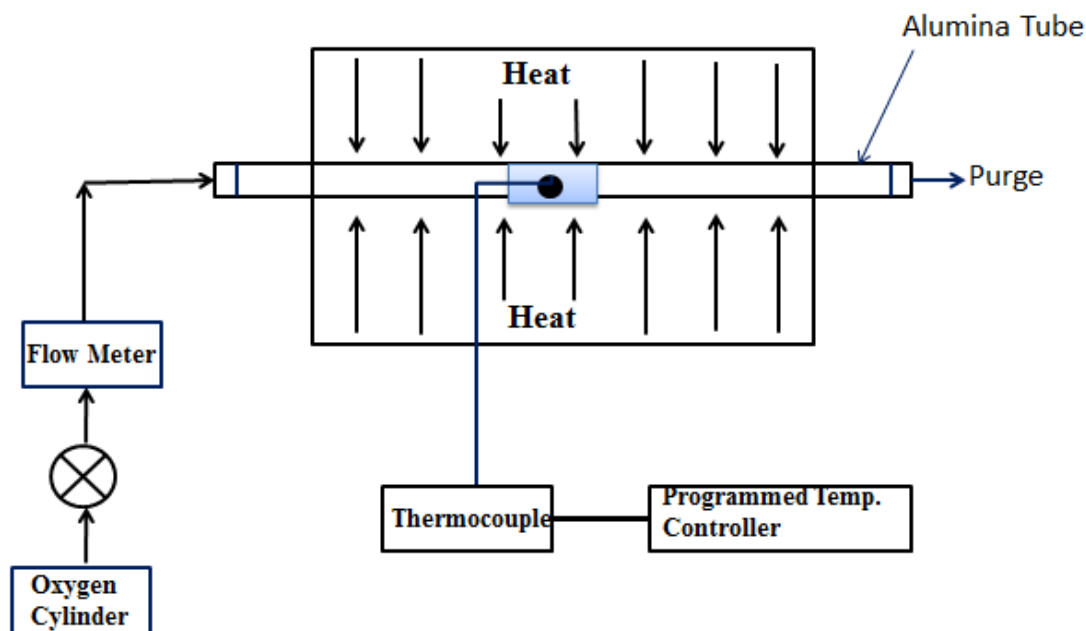 Alumina Tube
Heat
Purge
Heat
Flow Meter
Thermocouple
Programmed Temp.
Controller
Oxygen
Cylinder